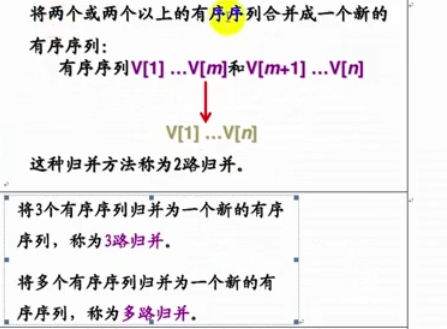 将两个或两个以上的有序序列合并成一个新的
有序序列：
有序序列V[1] …V[m]和V[m+1] …V[n]
V[1] …V[n]
这种归并方法称为2路归并。
将3个有序序列归并为一个新的有序
序列，称为3路归并。
将多个有序序列归并为一个新的有
序序列，称为多路归并。